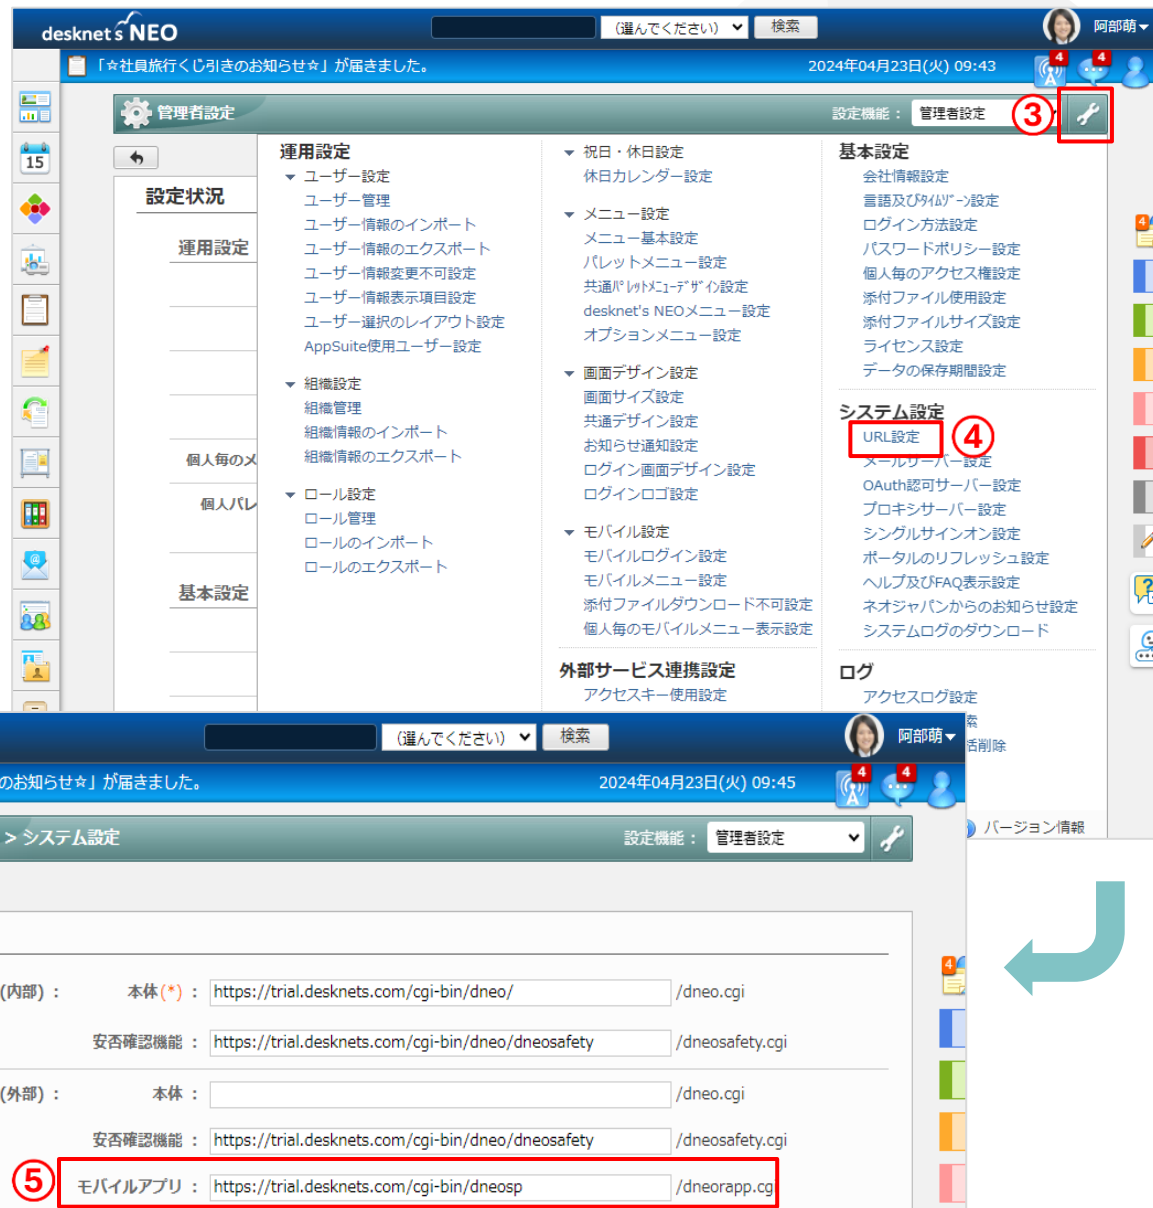 desknet's NEO
(選んでください)
検索
阿部萌
「☆社員旅行くじ引きのお知らせ☆」が届きました。
2024年04月23日(火) 09:43
4
4
管理者設定
設定機能：
管理者設定
③
15
設定状況
運用設定
個人毎のメ
個人パレ
基本設定
運用設定
ユーザー設定
ユーザー管理
ユーザー情報のインポート
ユーザー情報のエクスポート
ユーザー情報変更不可設定
ユーザー情報表示項目設定
ユーザー選択のレイアウト設定
AppSuite使用ユーザー設定
組織設定
組織管理
組織情報のインポート
組織情報のエクスポート
ロール設定
ロール管理
ロールのインポート
ロールのエクスポート
祝日・休日設定
休日カレンダー設定
メニュー設定
メニュー基本設定
パレットメニュー設定
共通ﾊﾟﾚｯﾄﾒﾆｭｰﾃﾞｻﾞｲﾝ設定
desknet's NEOメニュー設定
オプションメニュー設定
画面デザイン設定
画面サイズ設定
共通デザイン設定
お知らせ通知設定
ログイン画面デザイン設定
ログインロゴ設定
モバイル設定
モバイルログイン設定
モバイルメニュー設定
添付ファイルダウンロード不可設定
個人毎のモバイルメニュー表示設定
外部サービス連携設定
アクセスキー使用設定
基本設定
会社情報設定
言語及びﾀｲﾑｿﾞｰﾝ設定
ログイン方法設定
パスワードポリシー設定
個人毎のアクセス権設定
添付ファイル使用設定
添付ファイルサイズ設定
ライセンス設定
データの保存期間設定
システム設定
URL設定
④
メールサーバー設定
OAuth認可サーバー設定
プロキシサーバー設定
シングルサインオン設定
ポータルのリフレッシュ設定
ヘルプ及びFAQ表示設定
ネオジャパンからのお知らせ設定
システムログのダウンロード
ログ
アクセスログ設定
索
括削除
バージョン情報
4
(選んでください)
検索
阿部萌
のお知らせ☆」が届きました。
2024年04月23日(火) 09:45
4
4
> システム設定
設定機能：
管理者設定
4
(内部)：
本体(*)：
https://trial.desknets.com/cgi-bin/dneo/
/dneo.cgi
安否確認機能：
https://trial.desknets.com/cgi-bin/dneo/dneosafety
/dneosafety.cgi
(外部)：
本体：
/dneo.cgi
安否確認機能：
https://trial.desknets.com/cgi-bin/dneo/dneosafety
/dneosafety.cgi
⑤
モバイルアプリ：
https://trial.desknets.com/cgi-bin/dneosp
/dneorapp.cgi